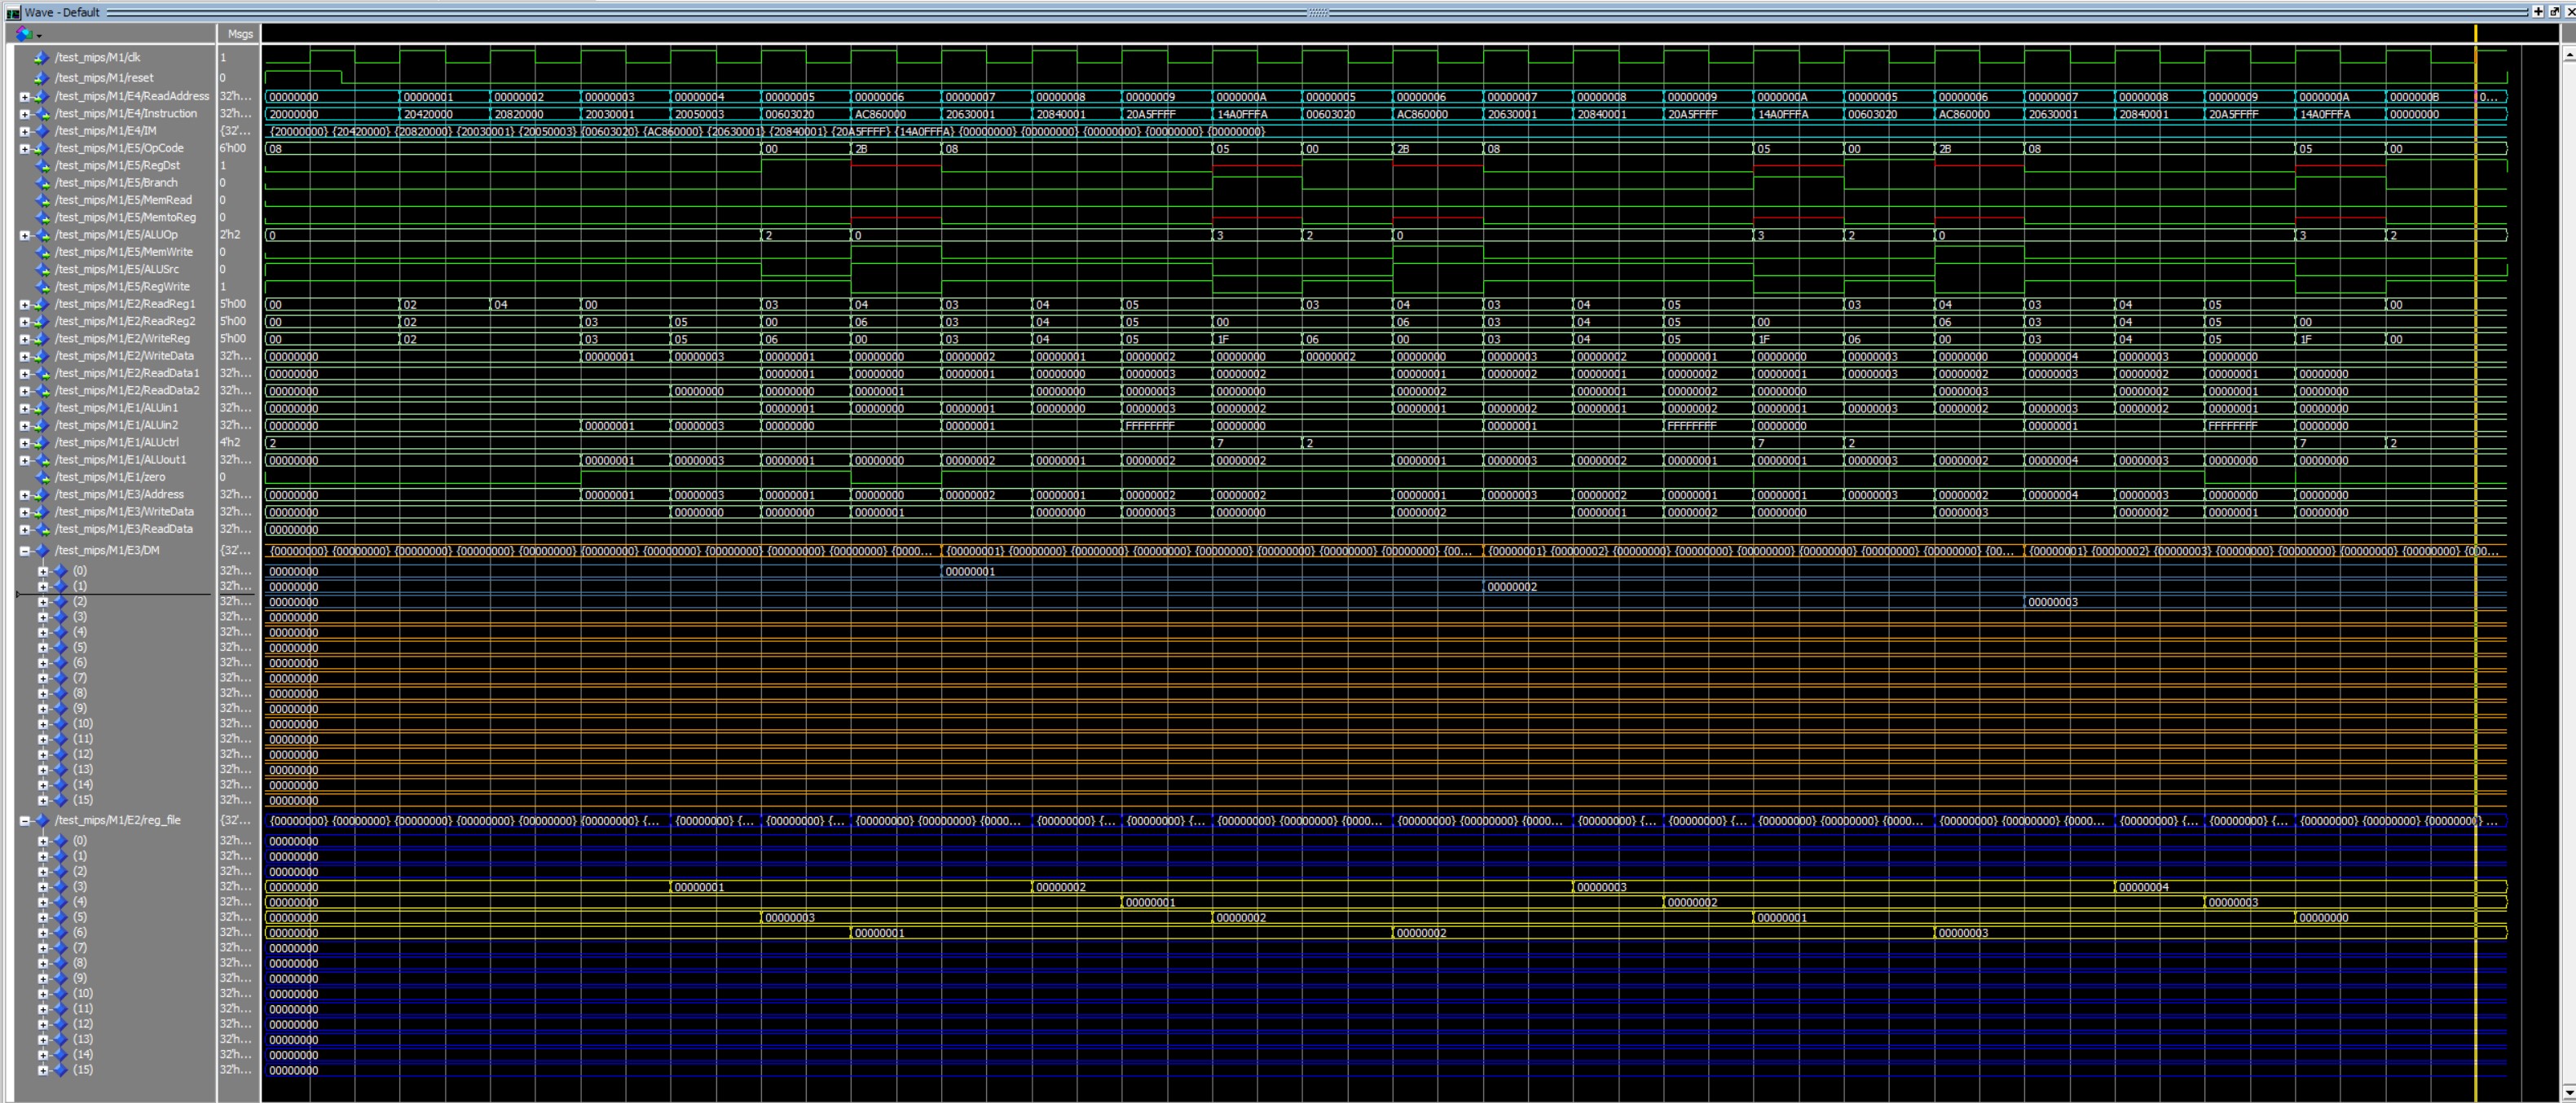 Wave - Default
Msgs
/test_mips/M1/clk 1
/test_mips/M1/reset 0
/test_mips/M1/E4/ReadAddress 32'h... 00000000 00000001 00000002 00000003 00000004 00000005 00000006 00000007 00000008 00000009 0000000A 00000005 00000006 00000007 00000008 00000009 0000000A 00000005 00000006 00000007 00000008 00000009 0000000A 0000000B 0...
/test_mips/M1/E4/Instruction 32'h... 20000000 20420000 20820000 20030001 20050003 00603020 AC860000 20630001 20840001 20A5FFFF 14A0FFFA 00603020 AC860000 20630001 20840001 20A5FFFF 14A0FFFA 00603020 AC860000 20630001 20840001 20A5FFFF 14A0FFFA 00000000
/test_mips/M1/E4/IM {32'... {20000000} {20420000} {20820000} {20030001} {20050003} {00603020} {AC860000} {20630001} {20840001} {20A5FFFF} {14A0FFFA} {00000000} {00000000} {00000000} {00000000} {00000000}
/test_mips/M1/E5/OpCode 6'h00 08 00 2B 08 05 00 2B 08 05 00 2B 08 05 00
/test_mips/M1/E5/RegDst 1
/test_mips/M1/E5/Branch 0
/test_mips/M1/E5/MemRead 0
/test_mips/M1/E5/MemtoReg 0
/test_mips/M1/E5/ALUOp 2'h2 0 2 0 3 2 0 3 2 0 3 2
/test_mips/M1/E5/MemWrite 0
/test_mips/M1/E5/ALUSrc 0
/test_mips/M1/E5/RegWrite 1
/test_mips/M1/E2/ReadReg1 5'h00 00 02 04 00 03 04 03 04 05 03 04 03 04 05 03 04 03 04 05 00
/test_mips/M1/E2/ReadReg2 5'h00 00 02 03 05 00 06 03 04 05 00 06 03 04 05 00 06 03 04 05 00
/test_mips/M1/E2/WriteReg 5'h00 00 02 03 05 06 00 03 04 05 1F 06 00 03 04 05 1F 06 00 03 04 05 1F 00
/test_mips/M1/E2/WriteData 32'h... 00000000 00000001 00000003 00000001 00000000 00000002 00000001 00000002 00000000 00000002 00000000 00000003 00000002 00000001 00000000 00000003 00000000 00000004 00000003 00000000
/test_mips/M1/E2/ReadData1 32'h... 00000000 00000001 00000000 00000001 00000000 00000003 00000002 00000001 00000002 00000001 00000002 00000001 00000003 00000002 00000003 00000002 00000001 00000000
/test_mips/M1/E2/ReadData2 32'h... 00000000 00000000 00000000 00000001 00000000 00000003 00000000 00000002 00000001 00000002 00000000 00000003 00000002 00000001 00000000
/test_mips/M1/E1/ALUin1 32'h... 00000000 00000001 00000000 00000001 00000000 00000003 00000002 00000001 00000002 00000001 00000002 00000001 00000003 00000002 00000003 00000002 00000001 00000000
/test_mips/M1/E1/ALUin2 32'h... 00000000 00000001 00000003 00000000 00000001 FFFFFFFF 00000000 00000001 FFFFFFFF 00000000 00000001 FFFFFFFF 00000000
/test_mips/M1/E1/ALUctrl 4'h2 2 7 2 7 2 7 2
/test_mips/M1/E1/ALUout1 32'h... 00000000 00000001 00000003 00000001 00000000 00000002 00000001 00000002 00000002 00000001 00000003 00000002 00000001 00000001 00000003 00000002 00000004 00000003 00000000 00000000
/test_mips/M1/E1/zero 0
/test_mips/M1/E3/Address 32'h... 00000000 00000001 00000003 00000001 00000000 00000002 00000001 00000002 00000002 00000001 00000003 00000002 00000001 00000001 00000003 00000002 00000004 00000003 00000000 00000000
/test_mips/M1/E3/WriteData 32'h... 00000000 00000000 00000000 00000001 00000000 00000003 00000000 00000002 00000001 00000002 00000000 00000003 00000002 00000001 00000000
/test_mips/M1/E3/ReadData 32'h... 00000000
/test_mips/M1/E3/DM {32'... {00000000} {00000000} {00000000} {00000000} {00000000} {00000000} {00000000} {00000000} {00000000} {00000000} {0000... {00000001} {00000000} {00000000} {00000000} {00000000} {00000000} {00000000} {00000000} {00... {00000001} {00000002} {00000000} {00000000} {00000000} {00000000} {00000000} {00000000} {00... {00000001} {00000002} {00000003} {00000000} {00000000} {00000000} {00000000} {000...
(0) 32'h... 00000000 00000001
(1) 32'h... 00000000 00000002
(2) 32'h... 00000000 00000003
(3) 32'h... 00000000
(4) 32'h... 00000000
(5) 32'h... 00000000
(6) 32'h... 00000000
(7) 32'h... 00000000
(8) 32'h... 00000000
(9) 32'h... 00000000
(10) 32'h... 00000000
(11) 32'h... 00000000
(12) 32'h... 00000000
(13) 32'h... 00000000
(14) 32'h... 00000000
(15) 32'h... 00000000
/test_mips/M1/E2/reg_file {32'... {00000000} {00000000} {00000000} {00000000} {00000000} {00000000} {... {00000000} {... {00000000} {... {00000000} {00000000} {0000... {00000000} {... {00000000} {... {00000000} {00000000} {0000... {00000000} {00000000} {0000... {00000000} {... {00000000} {... {00000000} {00000000} {0000... {00000000} {00000000} {0000... {00000000} {... {00000000} {... {00000000} {00000000} {00000000} ...
(0) 32'h... 00000000
(1) 32'h... 00000000
(2) 32'h... 00000000
(3) 32'h... 00000000 00000001 00000002 00000003 00000004
(4) 32'h... 00000000 00000001 00000002 00000003
(5) 32'h... 00000000 00000003 00000002 00000001 00000000
(6) 32'h... 00000000 00000001 00000002 00000003
(7) 32'h... 00000000
(8) 32'h... 00000000
(9) 32'h... 00000000
(10) 32'h... 00000000
(11) 32'h... 00000000
(12) 32'h... 00000000
(13) 32'h... 00000000
(14) 32'h... 00000000
(15) 32'h... 00000000